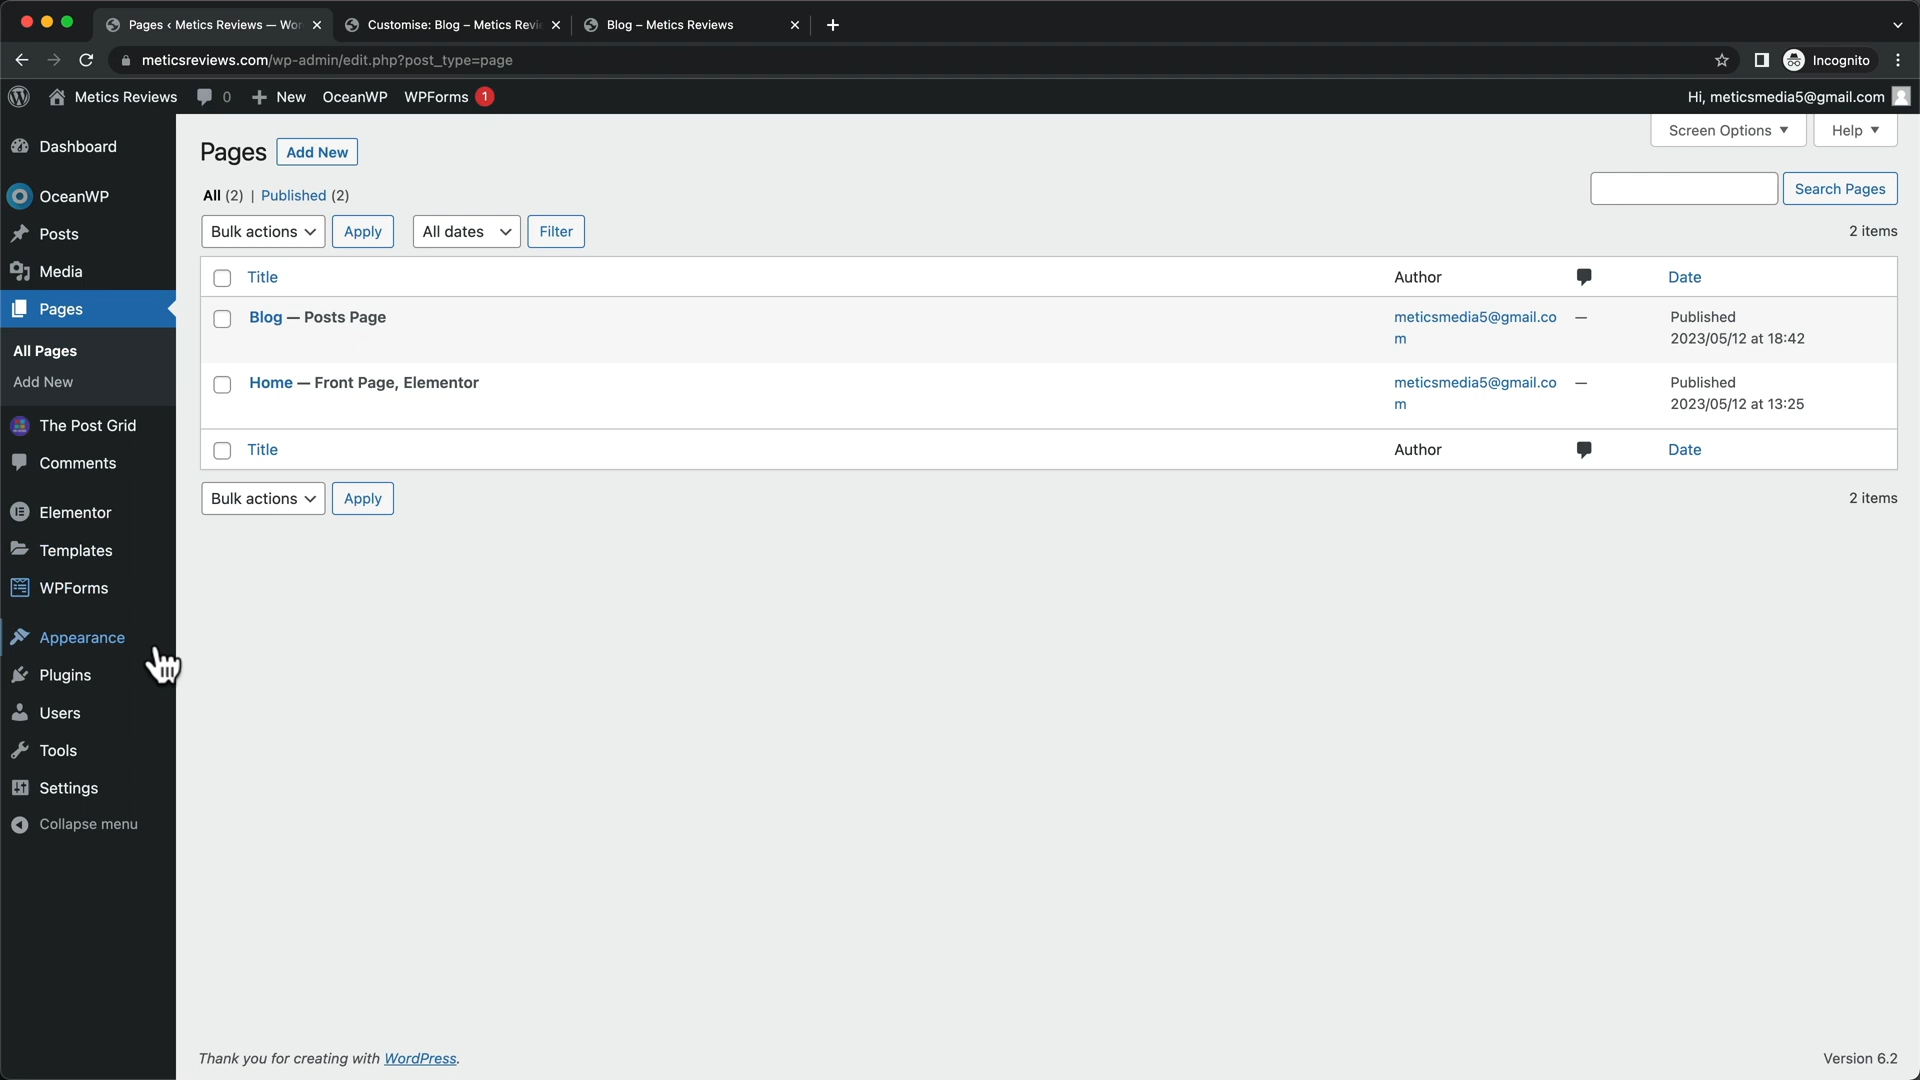 Pages ‹ Metics Reviews — Wor
Customise: Blog – Metics Revi
Blog – Metics Reviews
meticsreviews.com/wp-admin/edit.php?post_type=page
Incognito
Metics Reviews
0
New
OceanWP
WPForms
1
Hi, meticsmedia5@gmail.com
Dashboard
OceanWP
Posts
Media
Pages
All Pages
Add New
The Post Grid
Comments
Elementor
Templates
WPForms
Appearance
Plugins
Users
Tools
Settings
Collapse menu
Screen Options
Help
Pages
Add New
All (2) | Published (2)
Search Pages
Bulk actions
Apply
All dates
Filter
2 items
Title
Author
Date
Blog — Posts Page
meticsmedia5@gmail.co
m
—
Published
2023/05/12 at 18:42
Home — Front Page, Elementor
meticsmedia5@gmail.co
m
—
Published
2023/05/12 at 13:25
Title
Author
Date
Bulk actions
Apply
2 items
Thank you for creating with WordPress.
Version 6.2